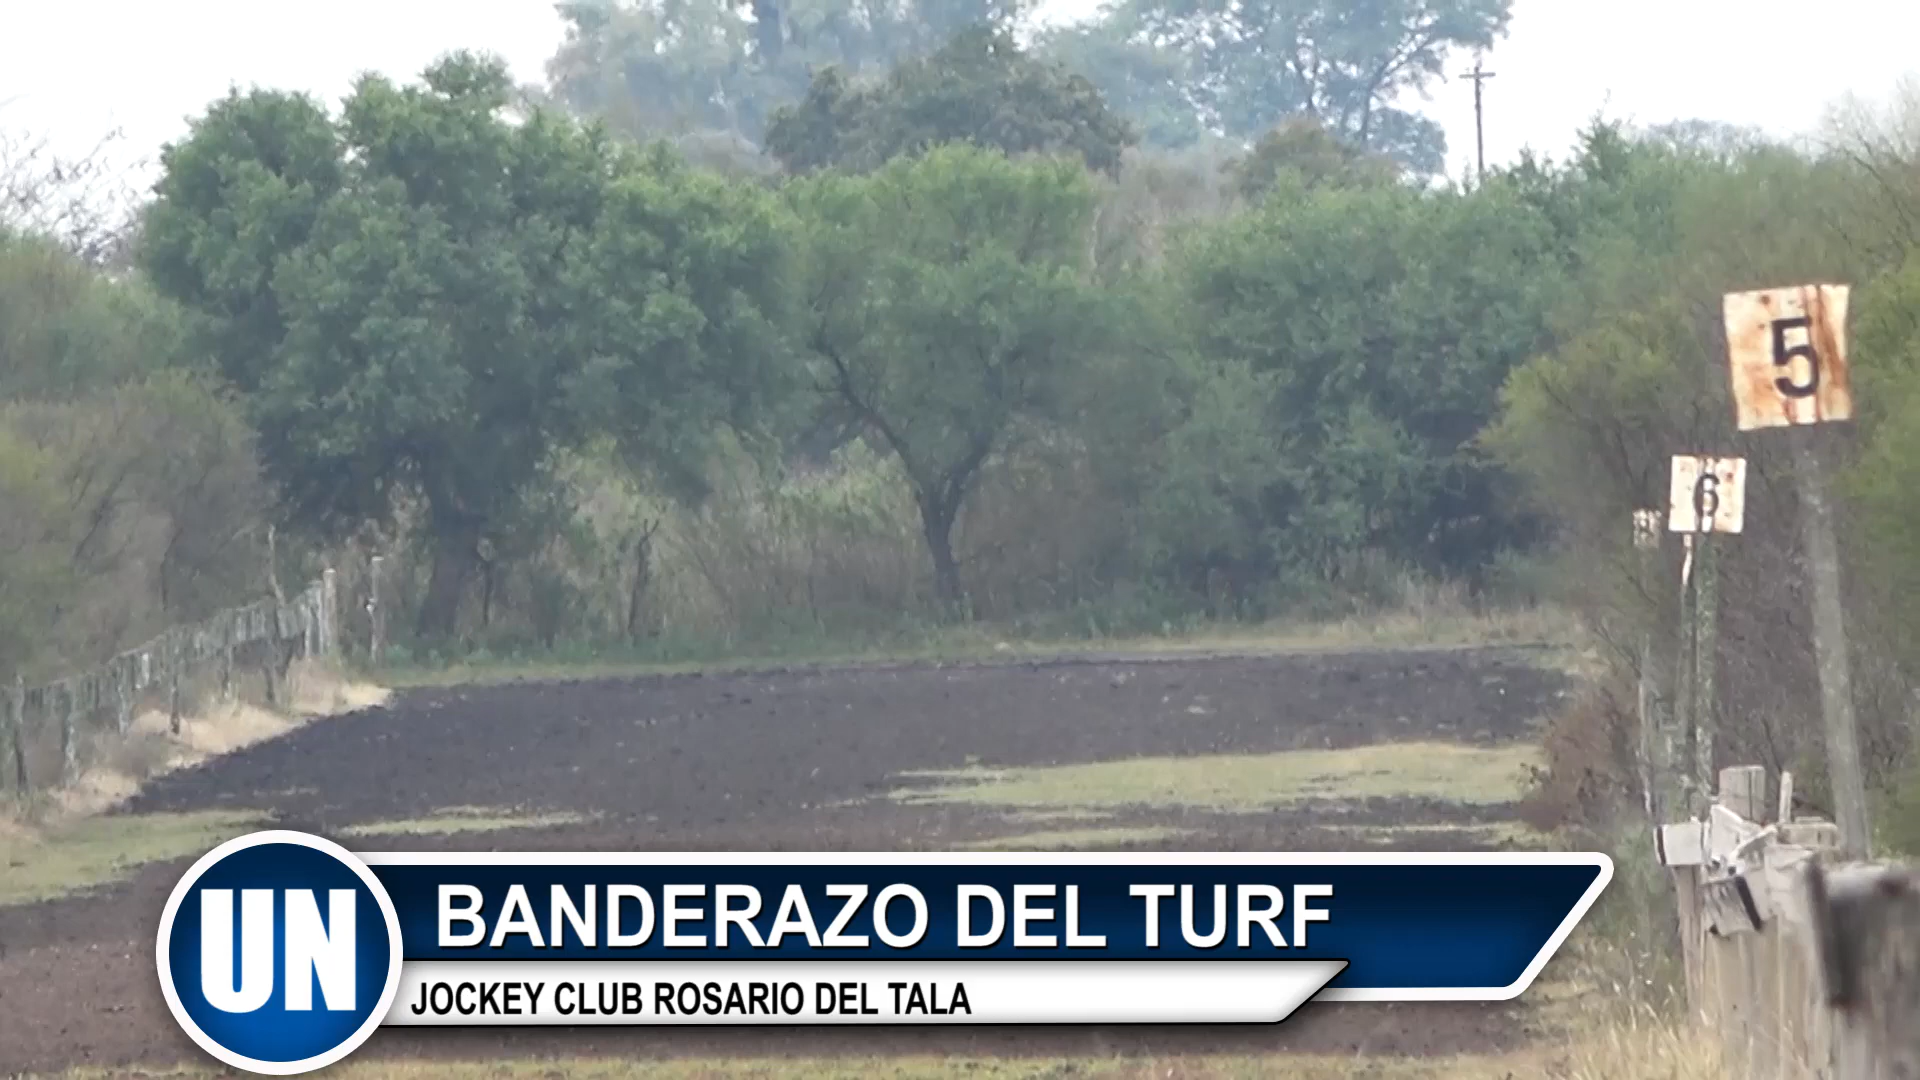 5
6
UN
BANDERAZO DEL TURF
JOCKEY CLUB ROSARIO DEL TALA